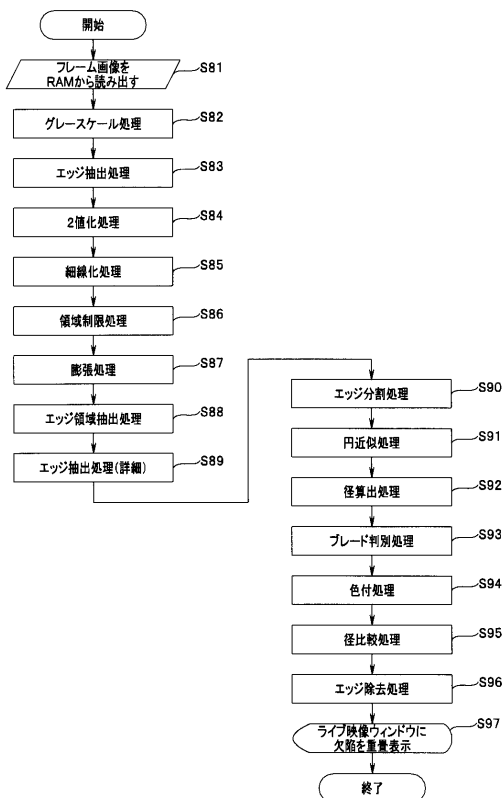 開始
フレーム画像を
RAMから読み出す
S81
グレースケール処理
S82
エッジ抽出処理
S83
2値化処理
S84
細線化処理
S85
領域制限処理
S86
膨張処理
S87
エッジ領域抽出処理
S88
エッジ抽出処理(詳細)
S89
エッジ分割処理
S90
円近似処理
S91
径算出処理
S92
ブレード判別処理
S93
色付処理
S94
径比較処理
S95
エッジ除去処理
S96
ライブ映像ウィンドウに
欠陥を重畳表示
S97
終了